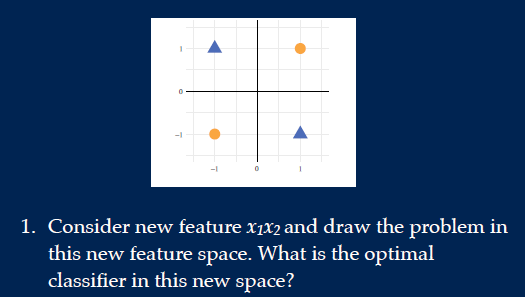 1
0
-1
-1
0
1
1. Consider new feature x1x2 and draw the problem in
this new feature space. What is the optimal
classifier in this new space?